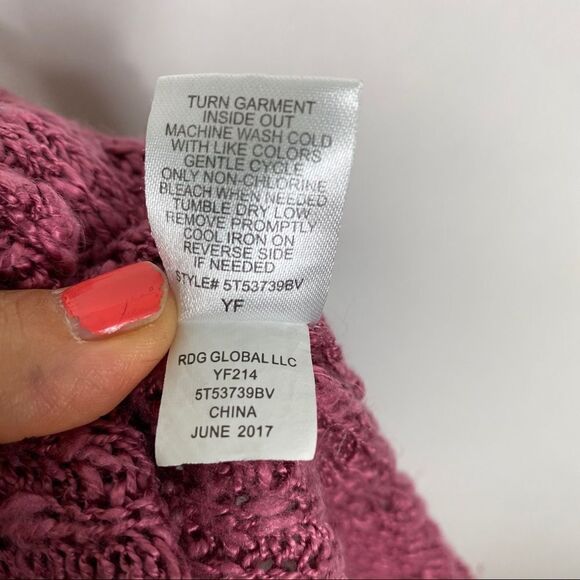 TURN GARMENT
INSIDE OUT
MACHINE WASH COLD
WITH LIKE COLORS
GENTLE CYCLE
ONLY NON-CHLORINE
BLEACH WHEN NEEDED
TUMBLE DRY LOW
REMOVE PROMPTLY
COOL IRON ON
REVERSE SIDE
IF NEEDED
STYLE# 5T53739BV
YF
RDG GLOBAL LLC
YF214
5T53739BV
CHINA
JUNE 2017